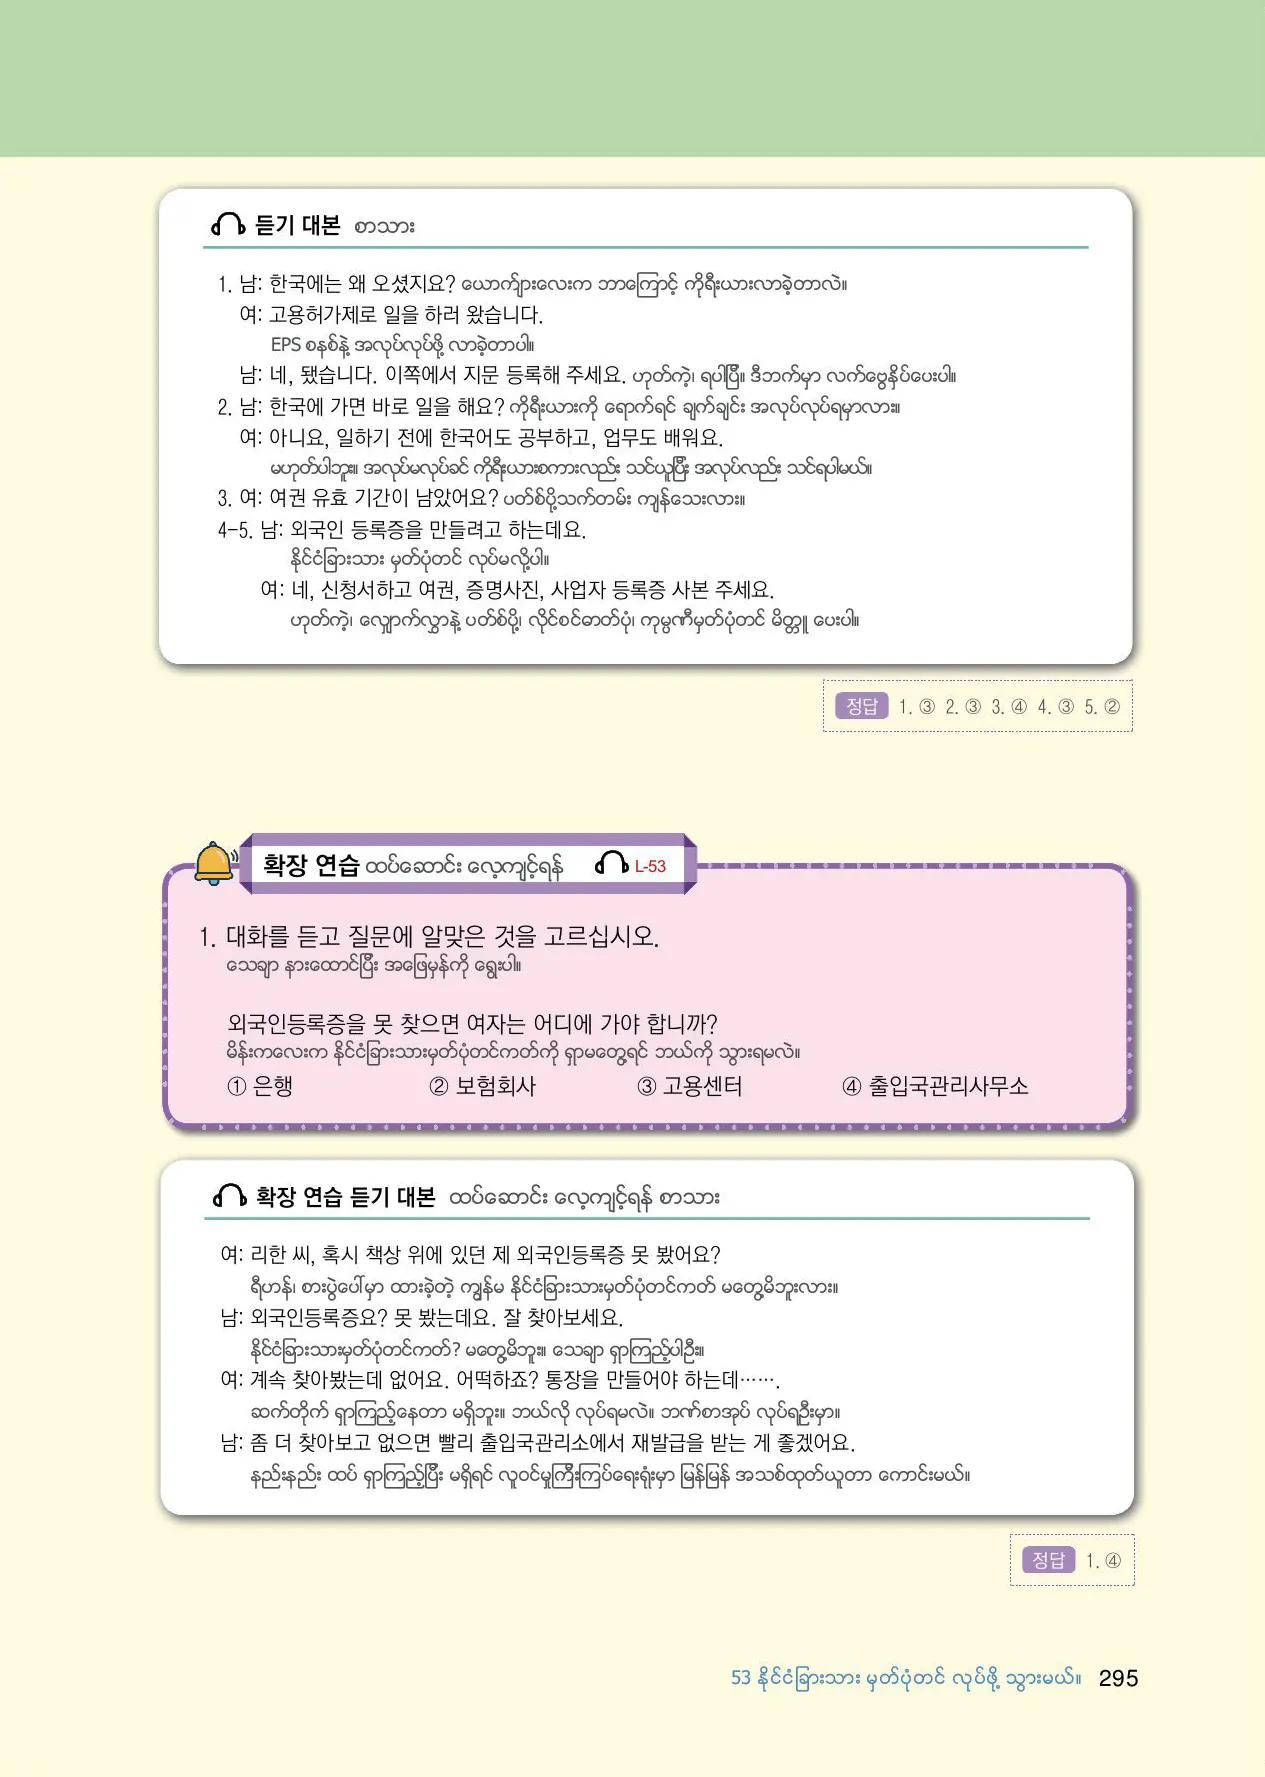 듣기 대본 စာသား
1. 남: 한국에는 왜 오셨지요? ယောက်ျားလေးက ဘာကြောင့် ကိုရီးယားလာခဲ့တာလဲ။
여: 고용허가제로 일을 하러 왔습니다.
EPS စနစ်နဲ့ အလုပ်လုပ်ဖို့ လာခဲ့တာပါ။
남: 네, 됐습니다. 이쪽에서 지문 등록해 주세요. ဟုတ်ကဲ့၊ ရပါပြီ။ ဒီဘက်မှာ လက်ဗွေနှိပ်ပေးပါ။
2. 남: 한국에 가면 바로 일을 해요? ကိုရီးယားကို ရောက်ရင် ချက်ချင်း အလုပ်လုပ်ရမှာလား။
여: 아니요, 일하기 전에 한국어도 공부하고, 업무도 배워요.
မဟုတ်ပါဘူး။ အလုပ်မလုပ်ခင် ကိုရီးယားစကားလည်း သင်ယူပြီး အလုပ်လည်း သင်ရပါမယ်။
3. 여: 여권 유효 기간이 남았어요? ပတ်စ်ပို့သက်တမ်း ကျန်သေးလား။
4-5. 남: 외국인 등록증을 만들려고 하는데요.
နိုင်ငံခြားသား မှတ်ပုံတင် လုပ်မလို့ပါ။
여: 네, 신청서하고 여권, 증명사진, 사업자 등록증 사본 주세요.
ဟုတ်ကဲ့၊ လျှောက်လွှာနဲ့ ပတ်စ်ပို့၊ လိုင်စင်ဓာတ်ပုံ၊ ကုမ္ပဏီမှတ်ပုံတင် မိတ္တူ ပေးပါ။
정답 1. ③ 2. ③ 3. ④ 4. ③ 5. ②
확장 연습 ထပ်ဆောင်း လေ့ကျင့်ရန် L-53
1. 대화를 듣고 질문에 알맞은 것을 고르십시오.
သေချာ နားထောင်ပြီး အဖြေမှန်ကို ရွေးပါ။
외국인등록증을 못 찾으면 여자는 어디에 가야 합니까?
မိန်းကလေးက နိုင်ငံခြားသားမှတ်ပုံတင်ကတ်ကို ရှာမတွေ့ရင် ဘယ်ကို သွားရမလဲ။
① 은행 ② 보험회사 ③ 고용센터 ④ 출입국관리사무소
확장 연습 듣기 대본 ထပ်ဆောင်း လေ့ကျင့်ရန် စာသား
여: 리한 씨, 혹시 책상 위에 있던 제 외국인등록증 못 봤어요?
ရီဟန်၊ စားပွဲပေါ်မှာ ထားခဲ့တဲ့ ကျွန်မ နိုင်ငံခြားသားမှတ်ပုံတင်ကတ် မတွေ့မိဘူးလား။
남: 외국인등록증요? 못 봤는데요. 잘 찾아보세요.
နိုင်ငံခြားသားမှတ်ပုံတင်ကတ်? မတွေ့မိဘူး။ သေချာ ရှာကြည့်ပါဦး။
여: 계속 찾아봤는데 없어요. 어떡하죠? 통장을 만들어야 하는데…….
ဆက်တိုက် ရှာကြည့်နေတာ မရှိဘူး။ ဘယ်လို လုပ်ရမလဲ။ ဘဏ်စာအုပ် လုပ်ရဦးမှာ။
남: 좀 더 찾아보고 없으면 빨리 출입국관리소에서 재발급을 받는 게 좋겠어요.
နည်းနည်း ထပ် ရှာကြည့်ပြီး မရှိရင် လူဝင်မှုကြီးကြပ်ရေးရုံးမှာ မြန်မြန် အသစ်ထုတ်ယူတာ ကောင်းမယ်။
정답 1. ④
53 နိုင်ငံခြားသား မှတ်ပုံတင် လုပ်ဖို့ သွားမယ်။ 295